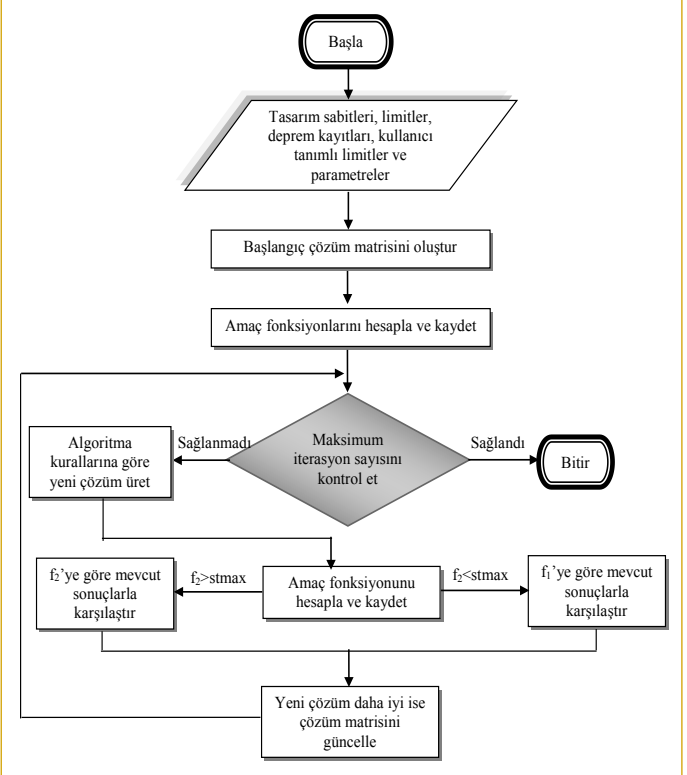 Başla
Tasarım sabitleri, limitler,
deprem kayıtları, kullanıcı
tanımlı limitler ve
parametreler
Başlangıç çözüm matrisini oluştur
Amaç fonksiyonlarını hesapla ve kaydet
Maksimum
iterasyon sayısını
kontrol et
Sağlanmadı
Sağlandı
Bitir
Algoritma
kurallarına göre
yeni çözüm üret
Amaç fonksiyonunu
hesapla ve kaydet
f₂>stmax
f₂<stmax
f₂’ye göre mevcut
sonuçlarla
karşılaştır
f₁’ye göre mevcut
sonuçlarla
karşılaştır
Yeni çözüm daha iyi ise
çözüm matrisini
güncelle